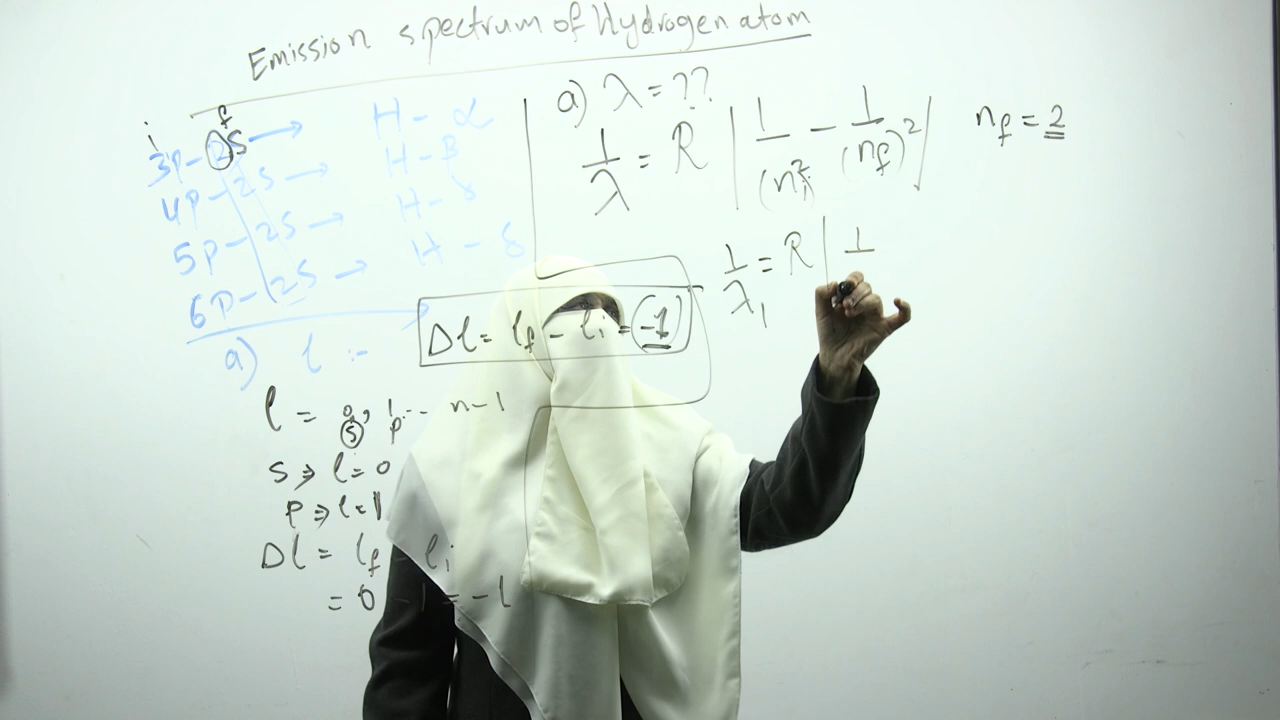 Emission spectrum of Hydrogen atom
i f
3P - 2S → H - α
4P - 2S → H - β
5P - 2S → H - γ
6P - 2S → H - δ
a) l :-
l = 0, 1 ... n-1
S P
S ⇒ l = 0
P ⇒ l = 1
Δl = lf - li
= 0 - 1 = -1
Δl = lf - li = (-1)
a) λ = ??
1/λ = R | 1/(ni)² - 1/(nf)² | nf = 2
1/λ1 = R | 1